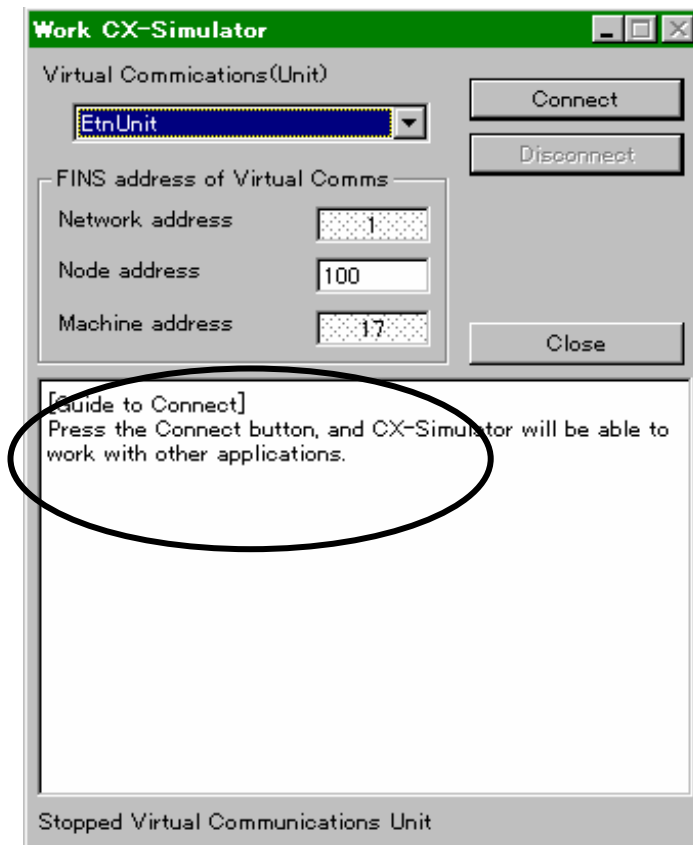 Work CX-Simulator
Virtual Commications(Unit)
EtnUnit
Connect
Disconnect
FINS address of Virtual Comms
Network address
1
Node address
100
Machine address
17
Close
[Guide to Connect]
Press the Connect button, and CX-Simulator will be able to
work with other applications.
Stopped Virtual Communications Unit